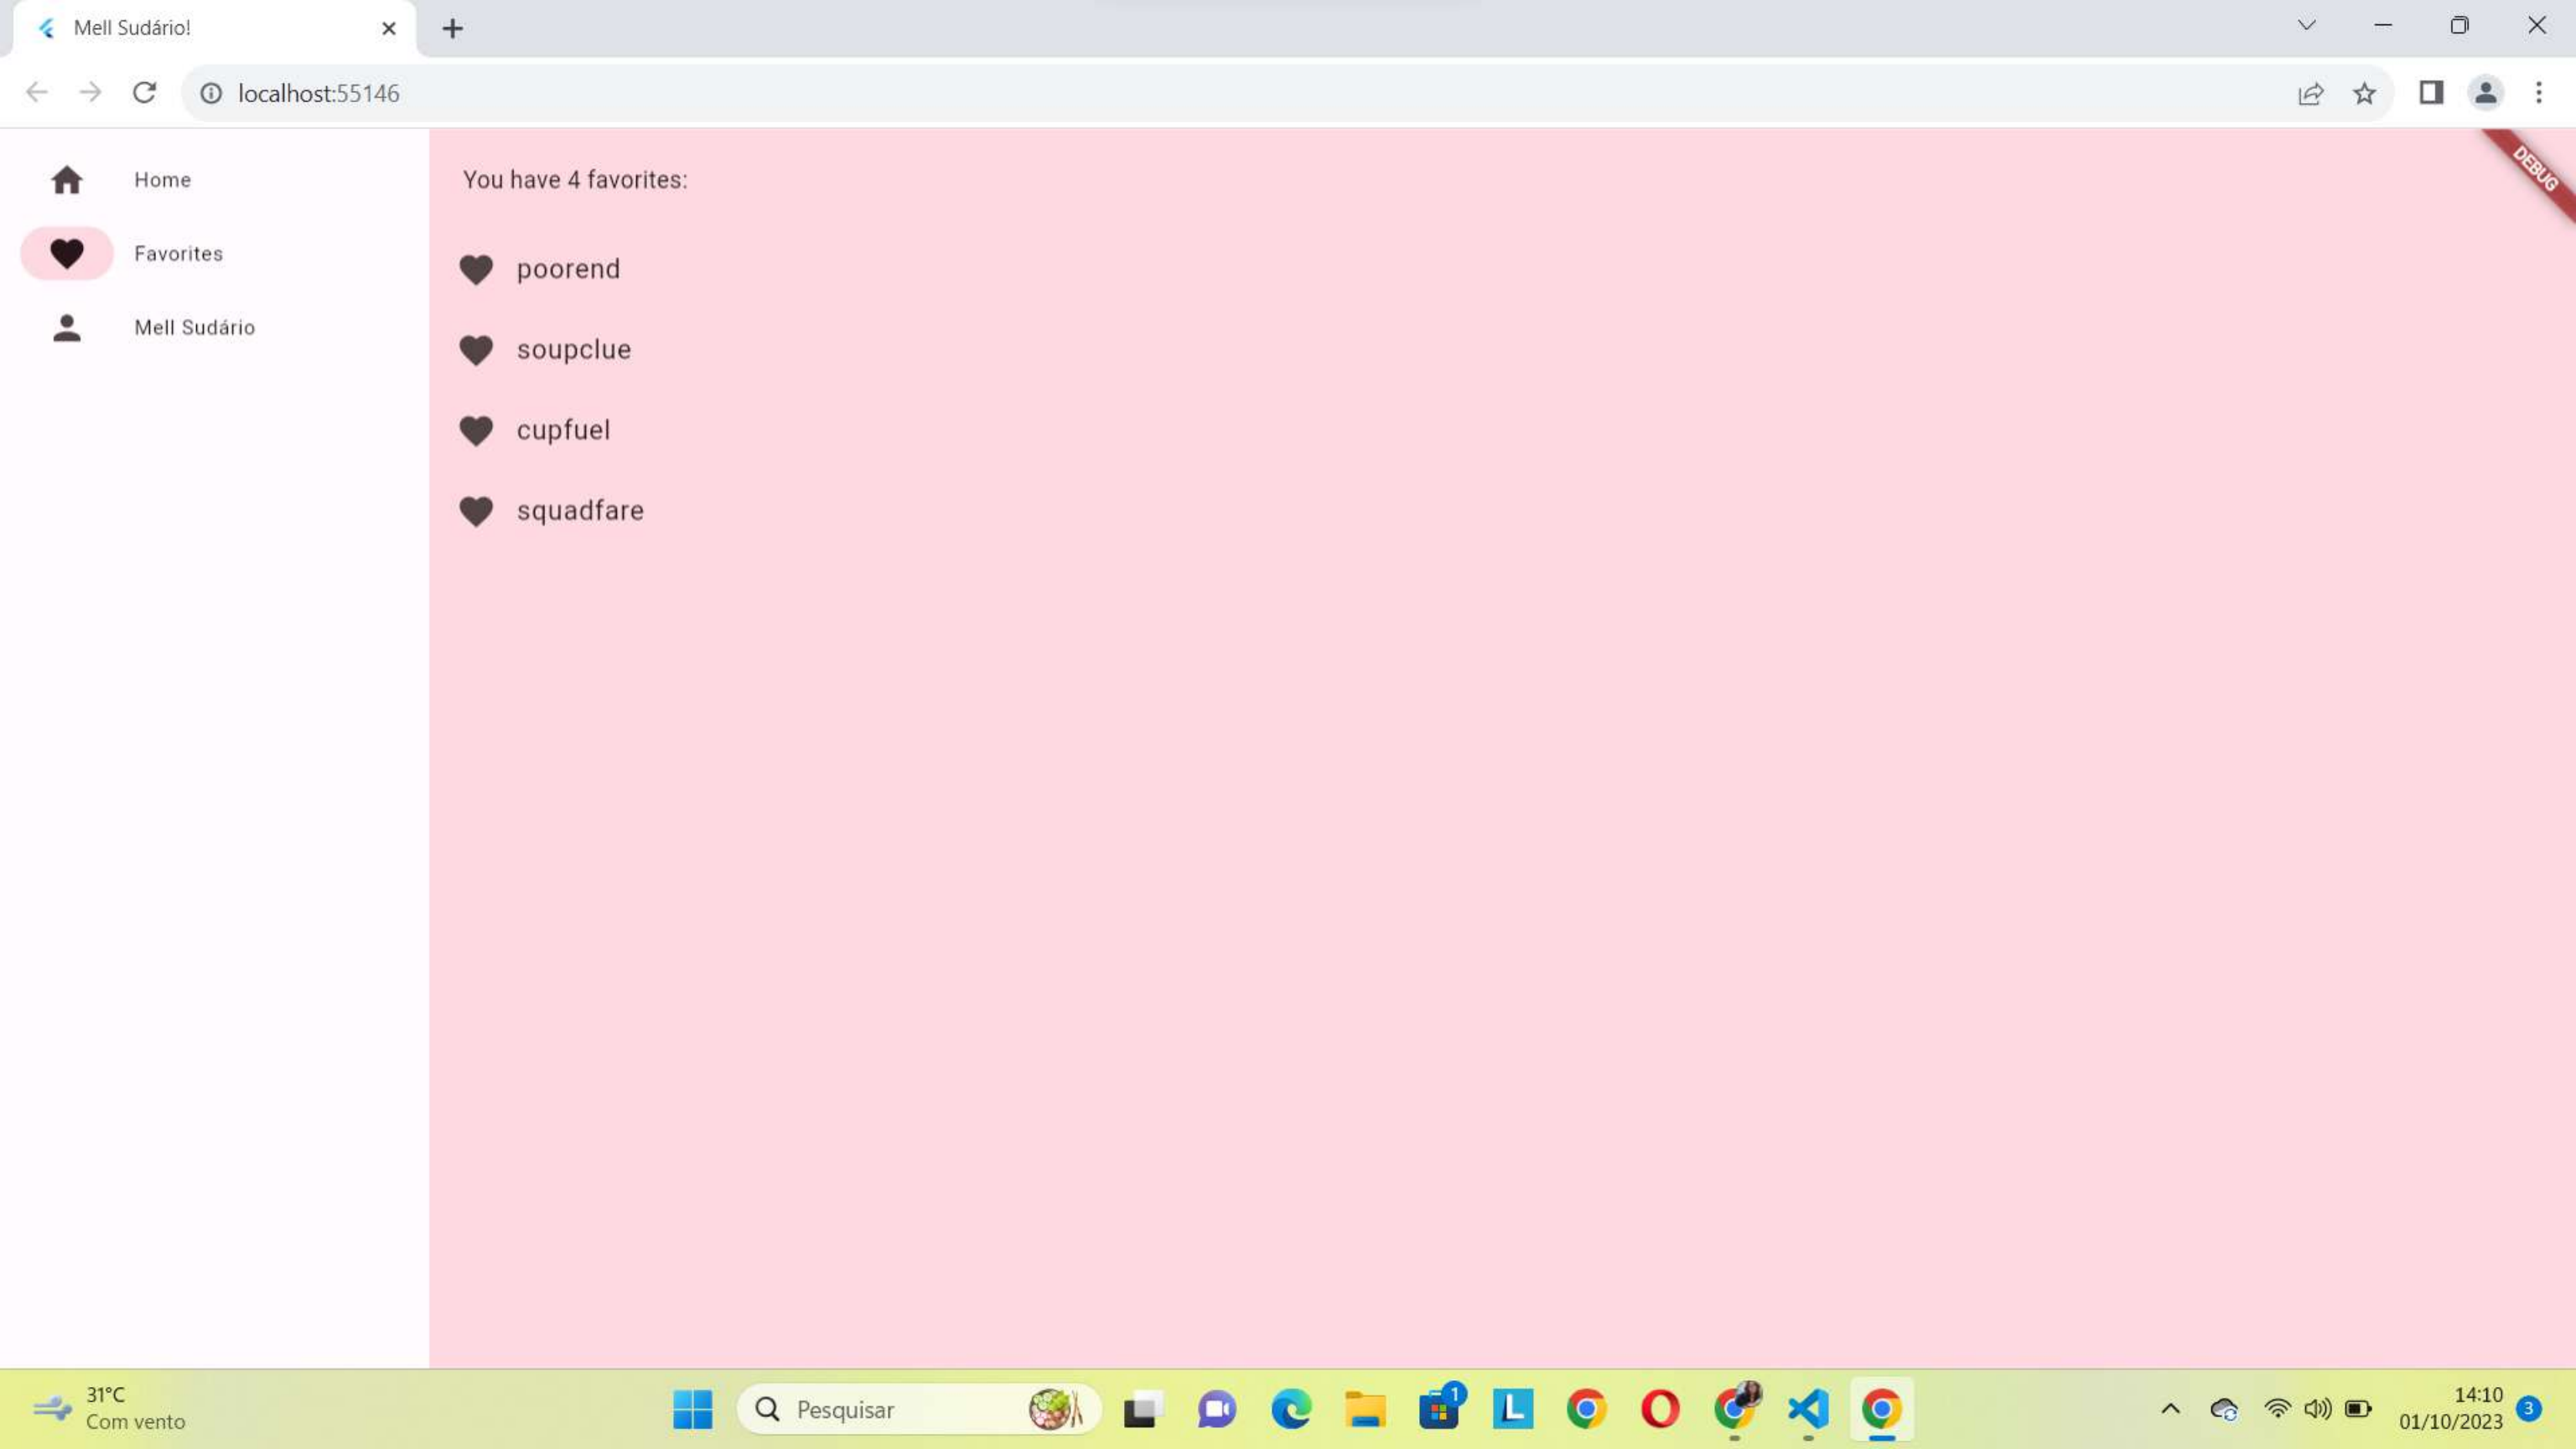 Mell Sudário!
localhost:55146
DEBUG
Home
Favorites
Mell Sudário
You have 4 favorites:
poorend
soupclue
cupfuel
squadfare
31°C
Com vento
Pesquisar
1
L
14:10
01/10/2023
3